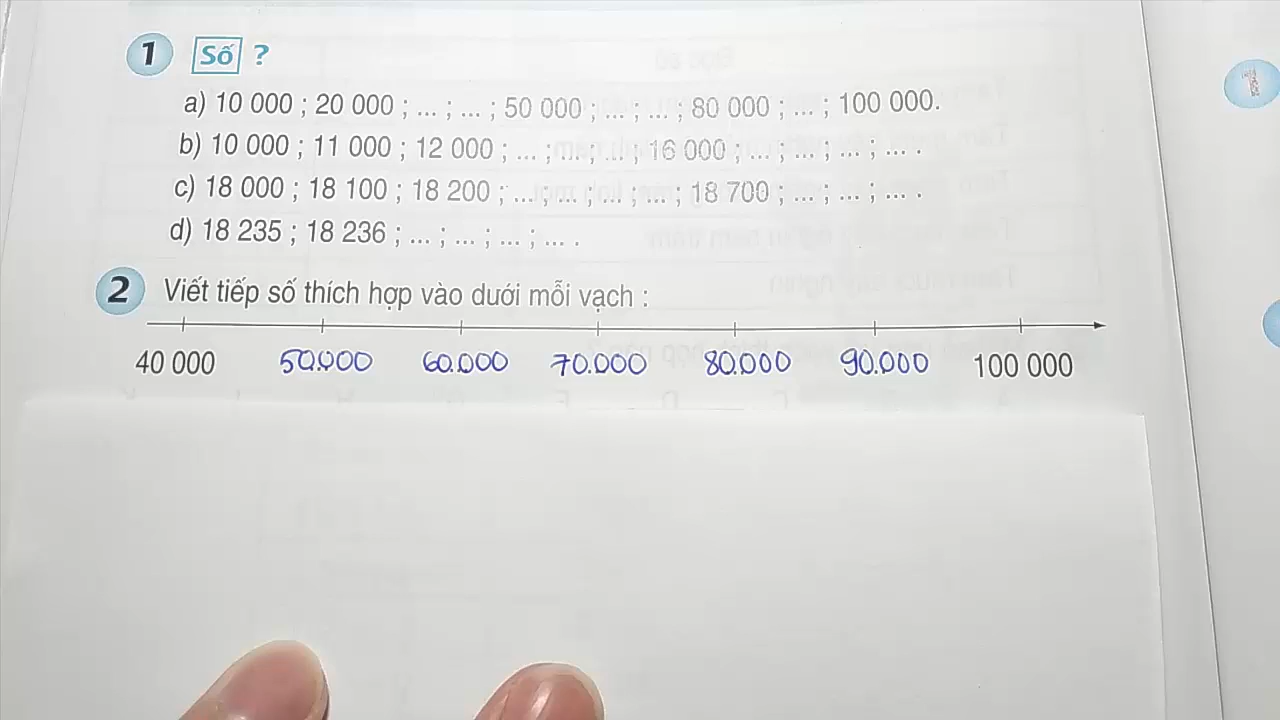 1 Số ?
a) 10 000 ; 20 000 ; ... ; ... ; 50 000 ; ... ; ... ; 80 000 ; ... ; 100 000.
b) 10 000 ; 11 000 ; 12 000 ; ... ; ... ; ... ; 16 000 ; ... ; ... ; ... ; ... .
c) 18 000 ; 18 100 ; 18 200 ; ... ; ... ; ... ; ... ; 18 700 ; ... ; ... ; ... .
d) 18 235 ; 18 236 ; ... ; ... ; ... ; ... .
2 Viết tiếp số thích hợp vào dưới mỗi vạch :
40 000 50.000 60.000 70.000 80.000 90.000 100 000